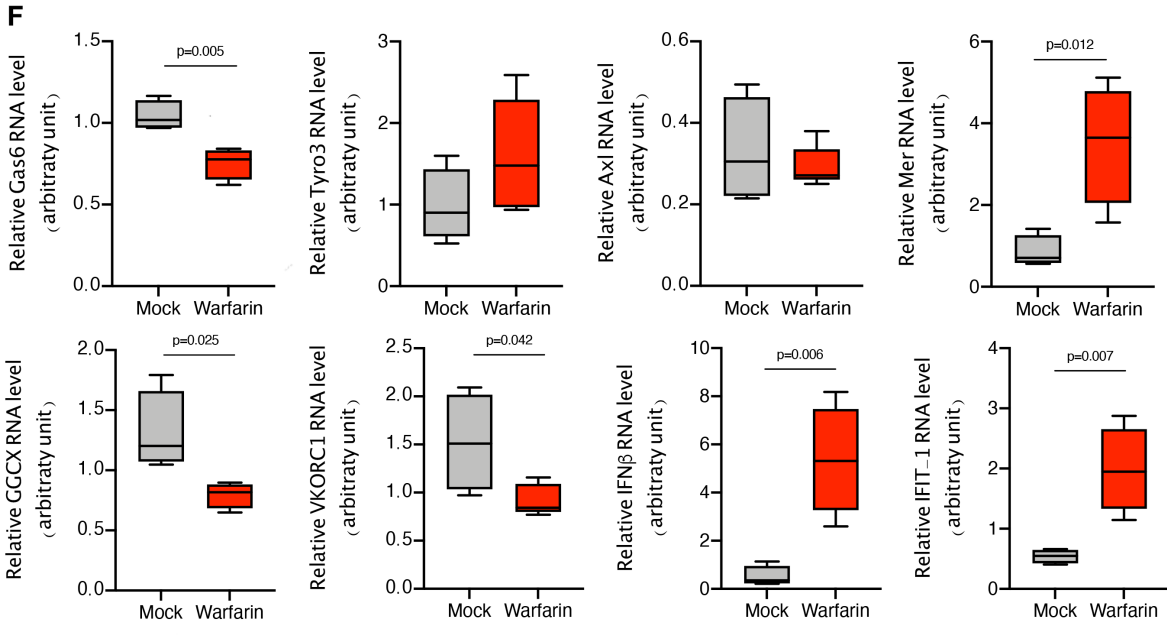 F
Relative Gas6 RNA level
(arbitraty unit)
1.5
1.0
0.5
0.0
p=0.005
Mock Warfarin
Relative Tyro3 RNA level
(arbitraty unit)
3
2
1
0
Mock Warfarin
Relative Axl RNA level
(arbitraty unit)
0.6
0.4
0.2
0.0
Mock Warfarin
Relative Mer RNA level
(arbitraty unit)
6
4
2
0
p=0.012
Mock Warfarin
Relative GGCX RNA level
(arbitraty unit)
2.0
1.5
1.0
0.5
0.0
p=0.025
Mock Warfarin
Relative VKORC1 RNA level
(arbitraty unit)
2.5
2.0
1.5
1.0
0.5
0.0
p=0.042
Mock Warfarin
Relative IFNβ RNA level
(arbitraty unit)
10
8
6
4
2
0
p=0.006
Mock Warfarin
Relative IFIT_1 RNA level
(arbitraty unit)
4
3
2
1
0
p=0.007
Mock Warfarin